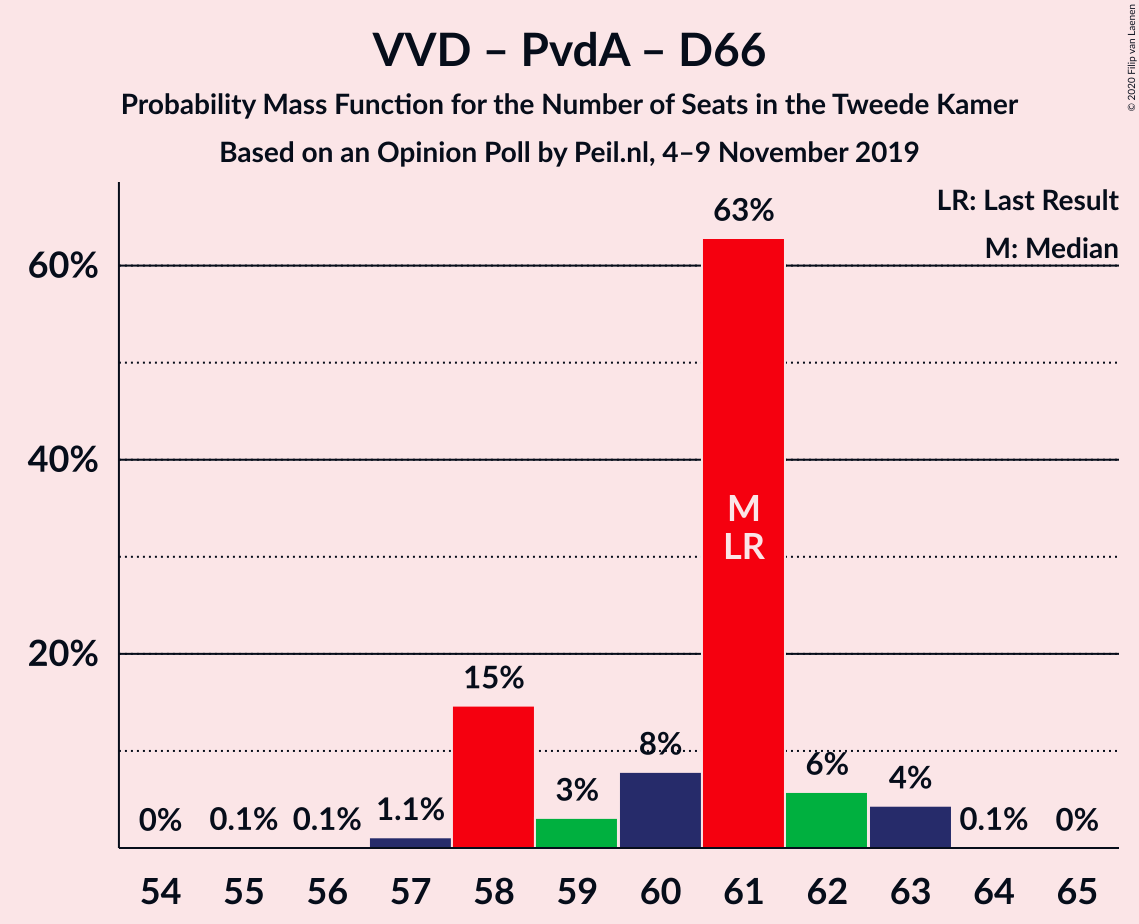 VVD – PvdA – D66
Probability Mass Function for the Number of Seats in the Tweede Kamer
Based on an Opinion Poll by Peil.nl, 4–9 November 2019
© 2020 Filip van Laenen
LR: Last Result
M: Median
60%
40%
20%
0%
0.1%
0.1%
1.1%
15%
3%
8%
63%
6%
4%
0.1%
0%
M
LR
54 55 56 57 58 59 60 61 62 63 64 65